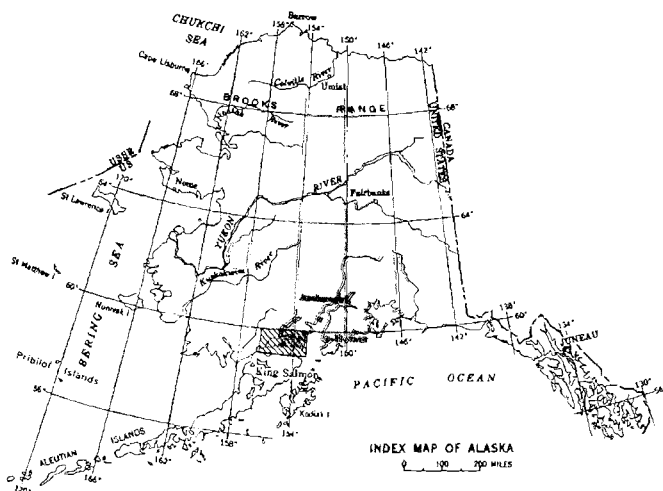 Barrow
CHUKCHI
SEA
162°
156°
154°
150°
146°
142°
Cape Lisburne
166°
Colville River
Umiat
68°
BROOKS RANGE
68°
River
CANADA
UNITED STATES
US
170°
64°
Nome
St Lawrence I
RIVER
Fairbanks
64°
YUKON
SEA
Kuskokwim River
St Matthew I
60°
Nunivak I
138°
60°
134°
JUNEAU
BERING
146°
142°
King Salmon
130°
56
Pribilof Islands
PACIFIC OCEAN
56°
Kodiak I
154°
158°
ISLANDS
162°
INDEX MAP OF ALASKA
ALEUTIAN
166°
0 100 200 MILES
170°